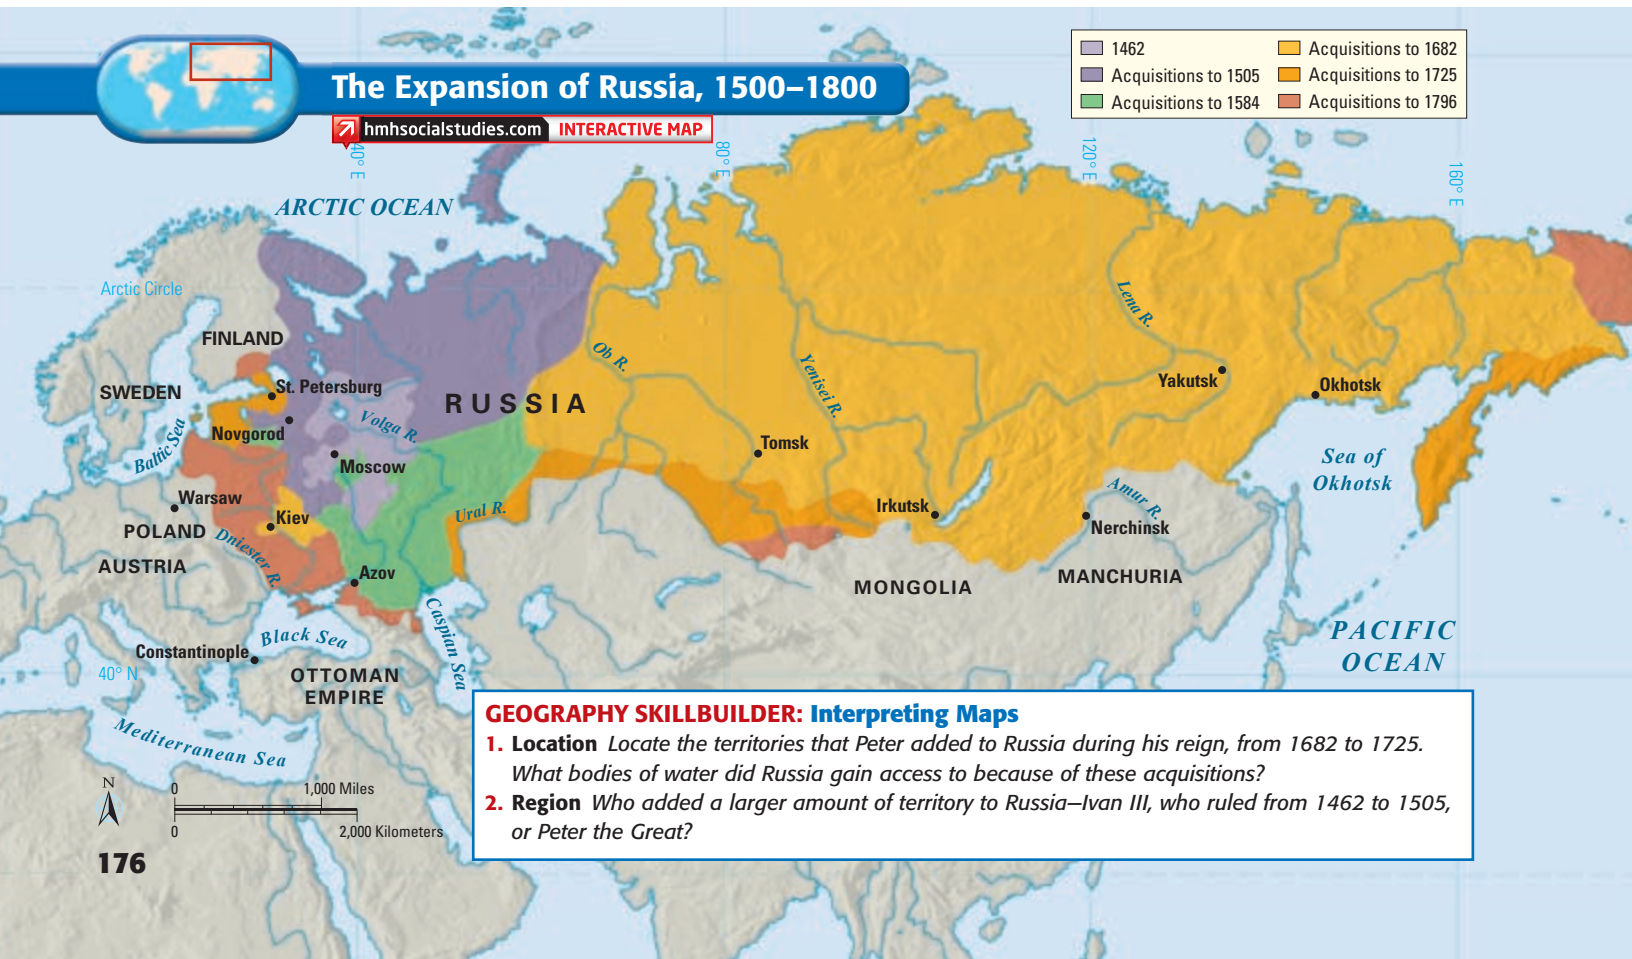 The Expansion of Russia, 1500–1800
hmhsocialstudies.com INTERACTIVE MAP
1462
Acquisitions to 1505
Acquisitions to 1584
Acquisitions to 1682
Acquisitions to 1725
Acquisitions to 1796
40° E
80° E
120° E
160° E
ARCTIC OCEAN
Arctic Circle
FINLAND
SWEDEN
St. Petersburg
RUSSIA
Baltic Sea
Novgorod
Volga R.
Moscow
Ob R.
Yenisei R.
Lena R.
Yakutsk
Okhotsk
Tomsk
Sea of
Okhotsk
Warsaw
Kiev
POLAND
Dniester R.
Ural R.
Irkutsk
Amur R.
Nerchinsk
AUSTRIA
Azov
MONGOLIA
MANCHURIA
Caspian Sea
Black Sea
Constantinople
40° N
OTTOMAN
EMPIRE
PACIFIC
OCEAN
Mediterranean Sea
GEOGRAPHY SKILLBUILDER: Interpreting Maps
1. Location Locate the territories that Peter added to Russia during his reign, from 1682 to 1725.
What bodies of water did Russia gain access to because of these acquisitions?
2. Region Who added a larger amount of territory to Russia—Ivan III, who ruled from 1462 to 1505,
or Peter the Great?
N
0 1,000 Miles
0 2,000 Kilometers
176